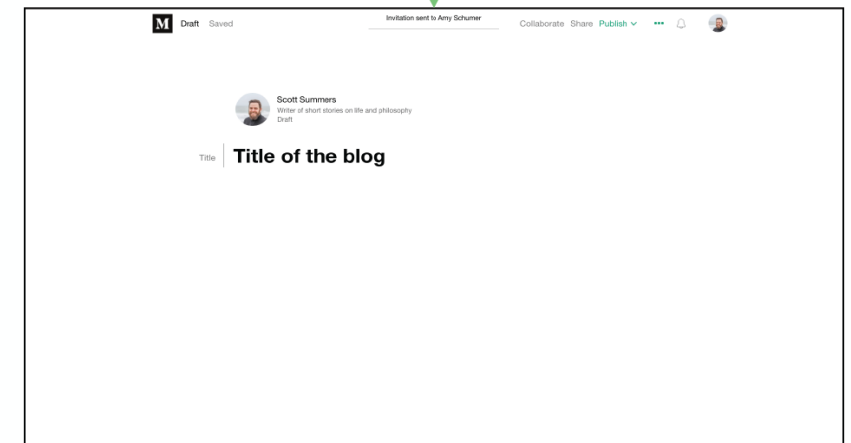 M Draft Saved Invitation sent to Amy Schumer Collaborate Share Publish
Scott Summers
Writer of short stories on life and philosophy
Draft
Title Title of the blog